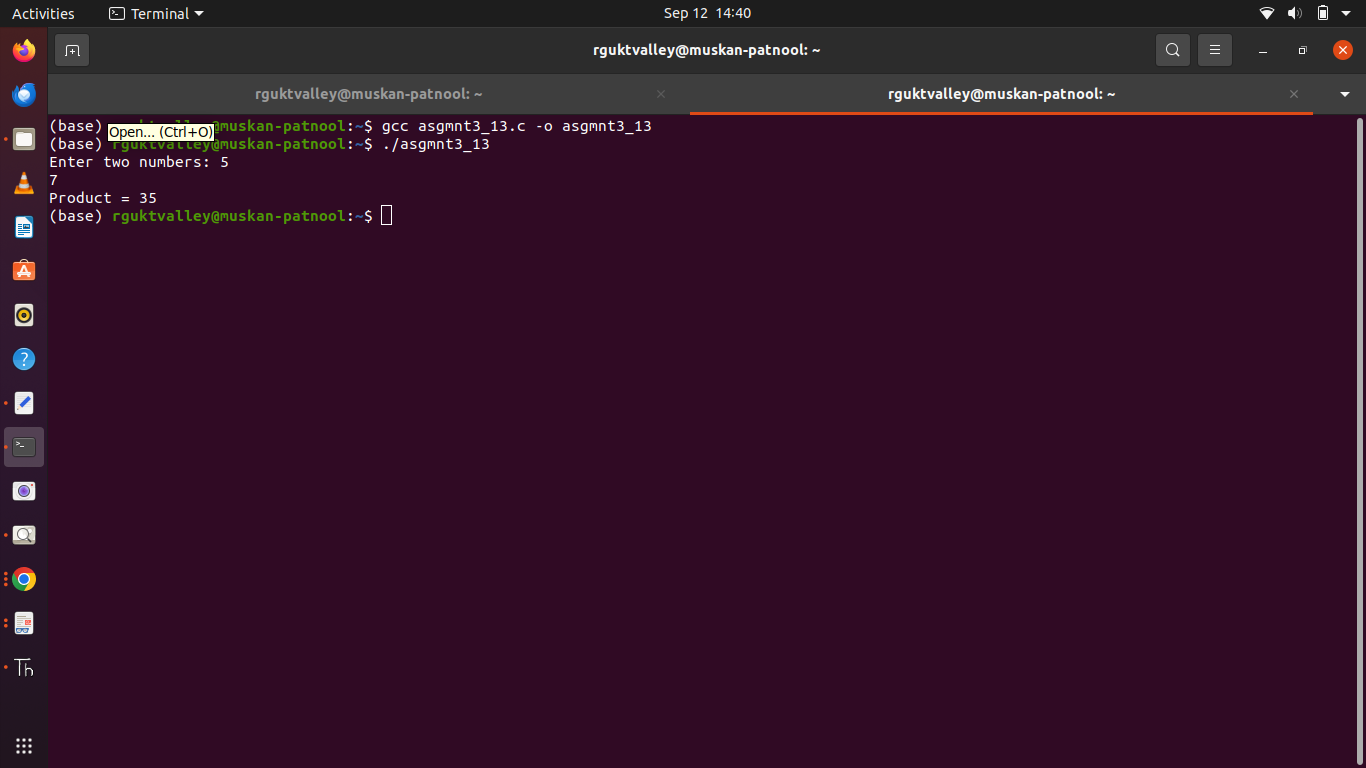 Activities
Terminal
Sep 12 14:40
rguktvalley@muskan-patnool: ~
rguktvalley@muskan-patnool: ~
rguktvalley@muskan-patnool: ~
(base) rguktvalley@muskan-patnool:~$ gcc asgmnt3_13.c -o asgmnt3_13
Open... (Ctrl+O)
(base) rguktvalley@muskan-patnool:~$ ./asgmnt3_13
Enter two numbers: 5
7
Product = 35
(base) rguktvalley@muskan-patnool:~$
Th